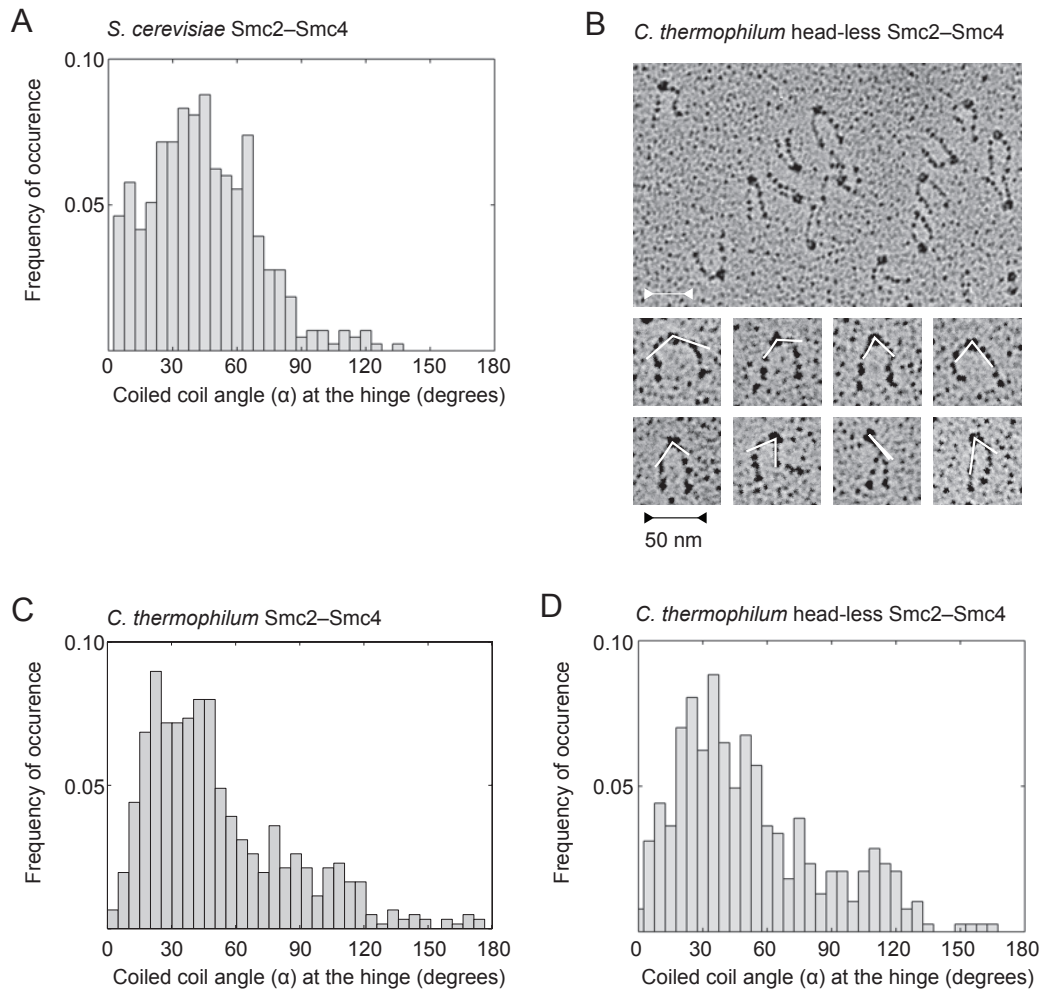 A
S. cerevisiae Smc2–Smc4
0.10
0.05
Frequency of occurence
0 30 60 90 120 150 180
Coiled coil angle (α) at the hinge (degrees)
B
C. thermophilum head-less Smc2–Smc4
50 nm
C
C. thermophilum Smc2–Smc4
0.10
0.05
Frequency of occurence
0 30 60 90 120 150 180
Coiled coil angle (α) at the hinge (degrees)
D
C. thermophilum head-less Smc2–Smc4
0.10
0.05
Frequency of occurence
0 30 60 90 120 150 180
Coiled coil angle (α) at the hinge (degrees)